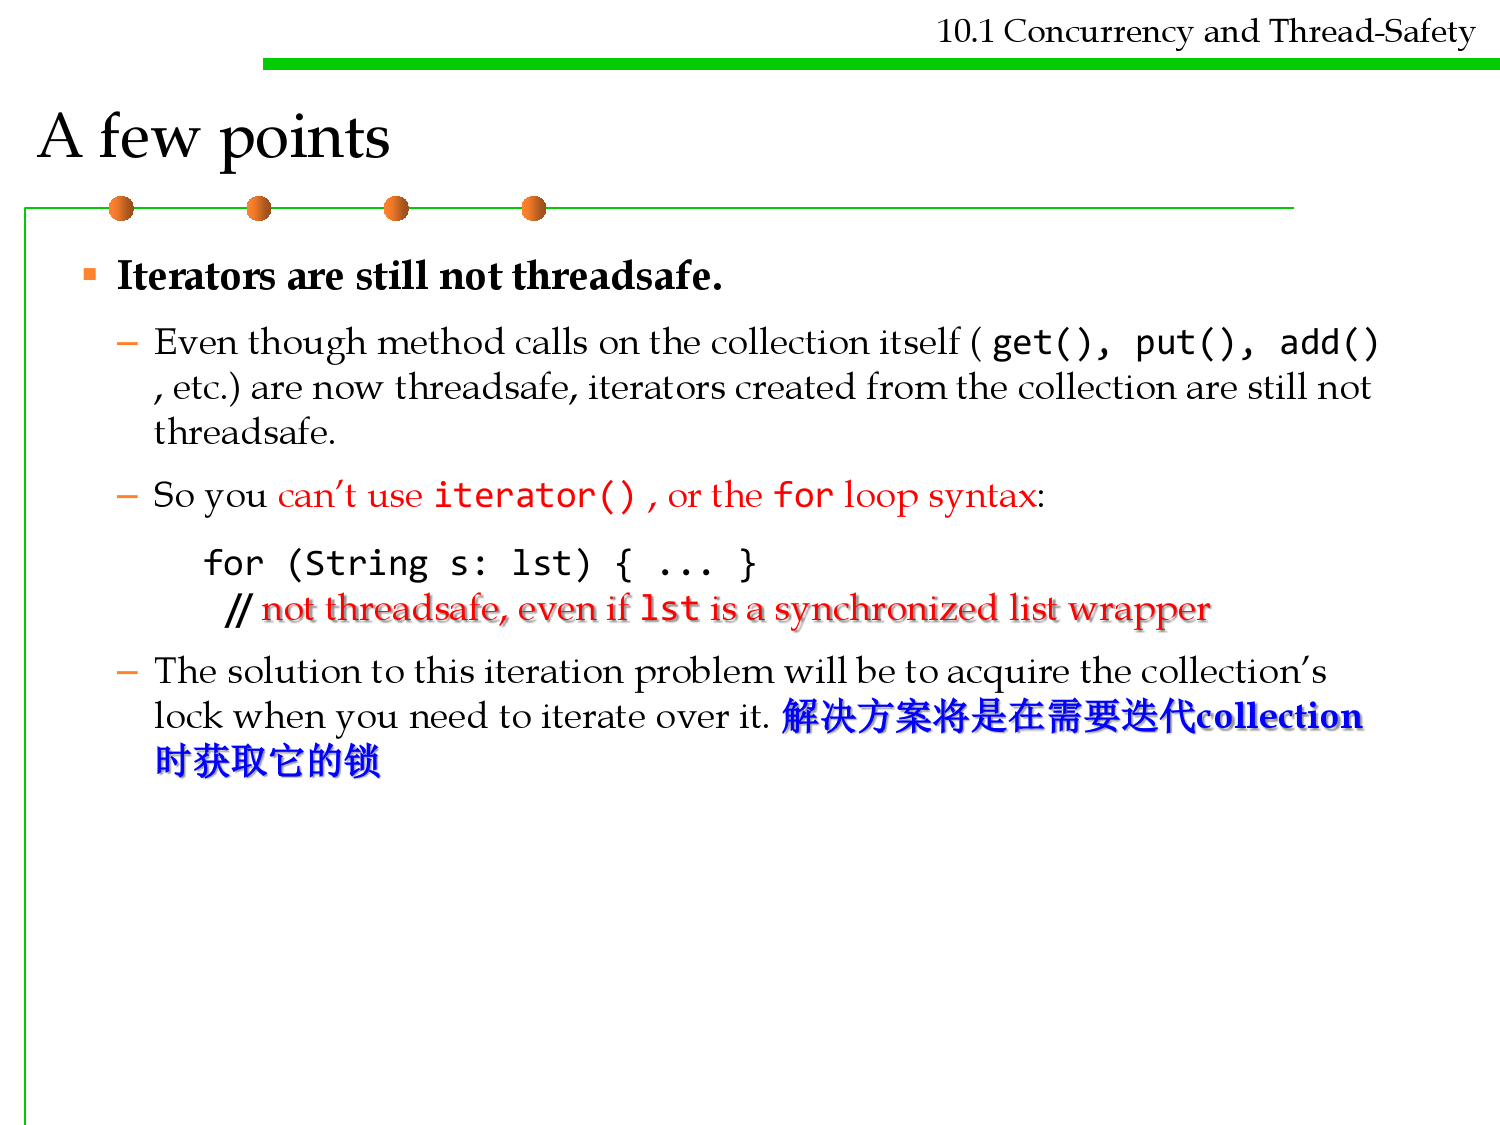 10.1 Concurrency and Thread-Safety
A few points
▪ Iterators are still not threadsafe.
– Even though method calls on the collection itself ( get(), put(), add()
, etc.) are now threadsafe, iterators created from the collection are still not
threadsafe.
– So you can’t use iterator() , or the for loop syntax:
for (String s: lst) { ... }
// not threadsafe, even if lst is a synchronized list wrapper
– The solution to this iteration problem will be to acquire the collection’s
lock when you need to iterate over it. 解决方案将是在需要迭代collection
时获取它的锁